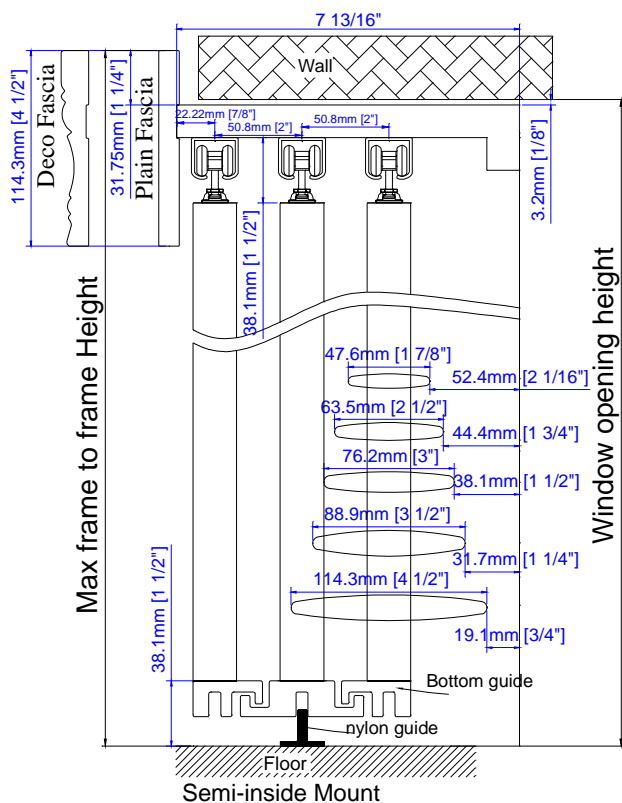 7 13/16"
Wall
114.3mm [4 1/2"]
Deco Fascia
31.75mm [1 1/4"]
Plain Fascia
22.22mm [7/8"]
50.8mm [2"]
50.8mm [2"]
3.2mm [1/8"]
38.1mm [1 1/2"]
Max frame to frame Height
Window opening height
47.6mm [1 7/8"]
52.4mm [2 1/16"]
63.5mm [2 1/2"]
44.4mm [1 3/4"]
76.2mm [3"]
38.1mm [1 1/2"]
88.9mm [3 1/2"]
31.7mm [1 1/4"]
114.3mm [4 1/2"]
19.1mm [3/4"]
38.1mm [1 1/2"]
Bottom guide
nylon guide
Floor
Semi-inside Mount